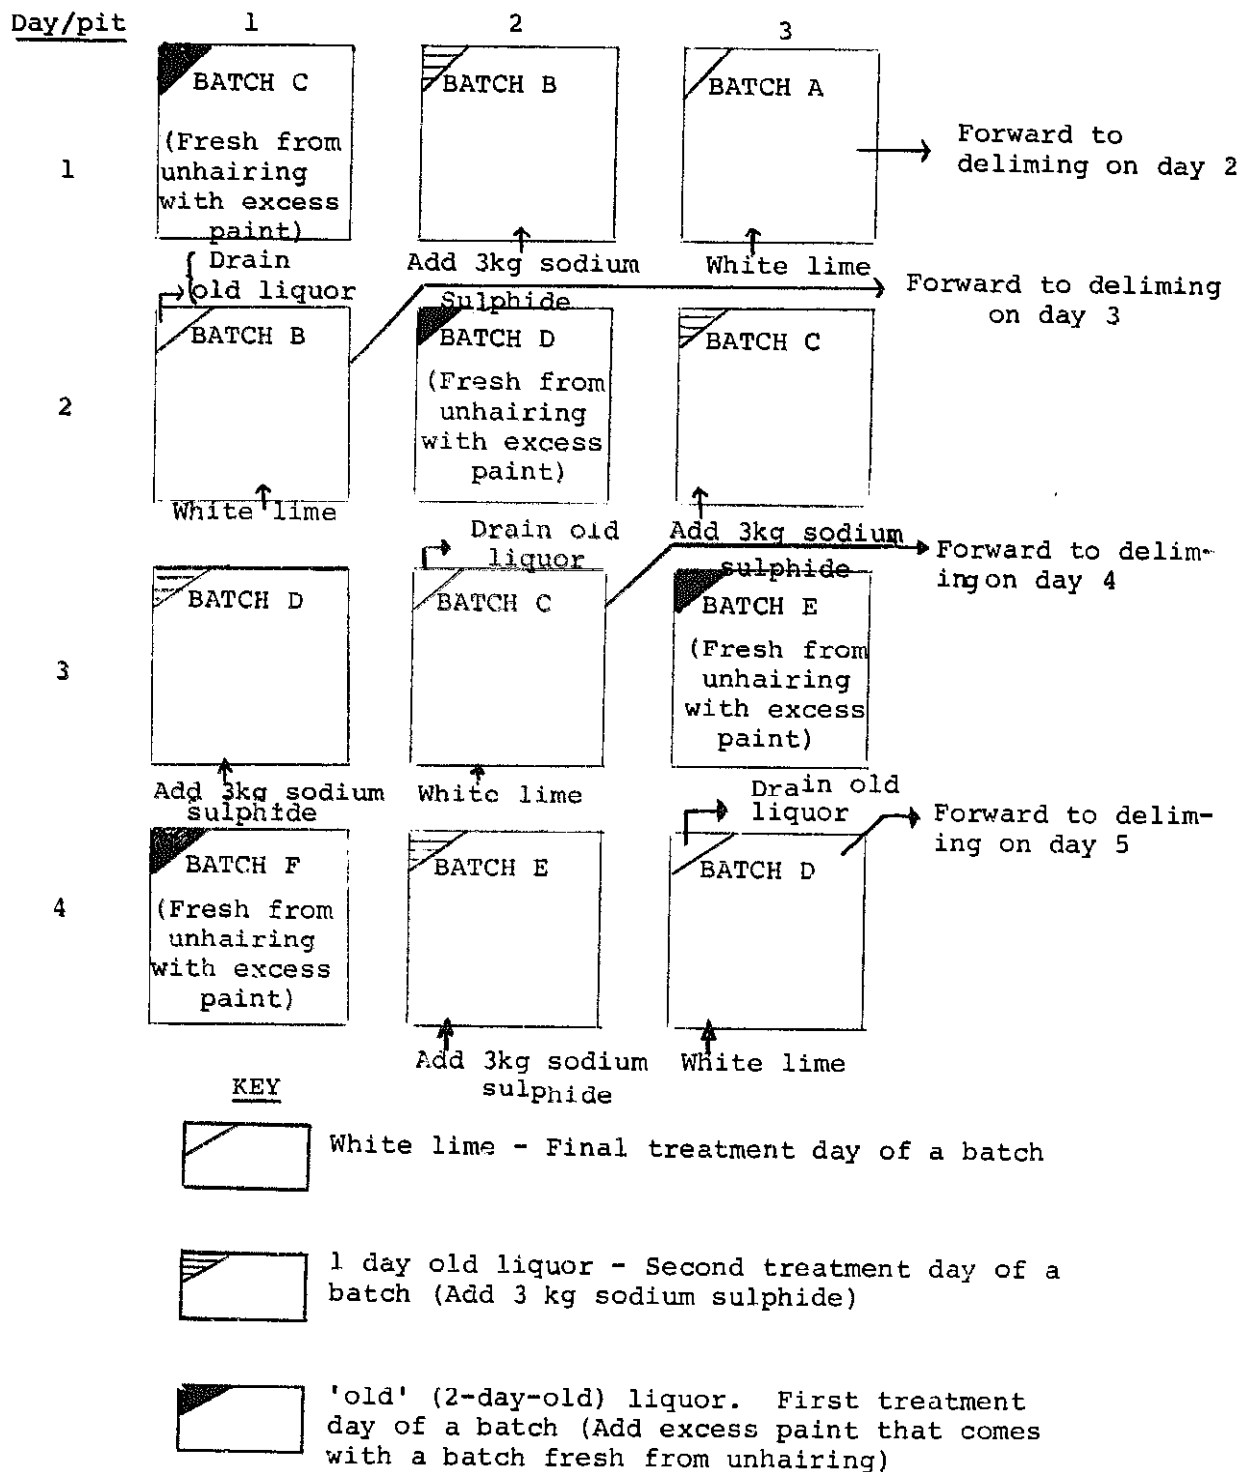 Day/pit 1 2 3
1
BATCH C
(Fresh from
unhairing
with excess
paint)
BATCH B
BATCH A
Forward to
deliming on day 2
Add 3kg sodium
Sulphide
White lime
Drain
old liquor
Forward to deliming
on day 3
2
BATCH B
BATCH D
(Fresh from
unhairing
with excess
paint)
BATCH C
White lime
Drain old
liquor
Add 3kg sodium
sulphide
Forward to delim-
ing on day 4
3
BATCH D
BATCH C
BATCH E
(Fresh from
unhairing
with excess
paint)
Add 3kg sodium
sulphide
White lime
Drain old
liquor
Forward to delim-
ing on day 5
4
BATCH F
(Fresh from
unhairing
with excess
paint)
BATCH E
BATCH D
Add 3kg sodium
sulphide
White lime
KEY
White lime - Final treatment day of a batch
1 day old liquor - Second treatment day of a
batch (Add 3 kg sodium sulphide)
'old' (2-day-old) liquor. First treatment
day of a batch (Add excess paint that comes
with a batch fresh from unhairing)